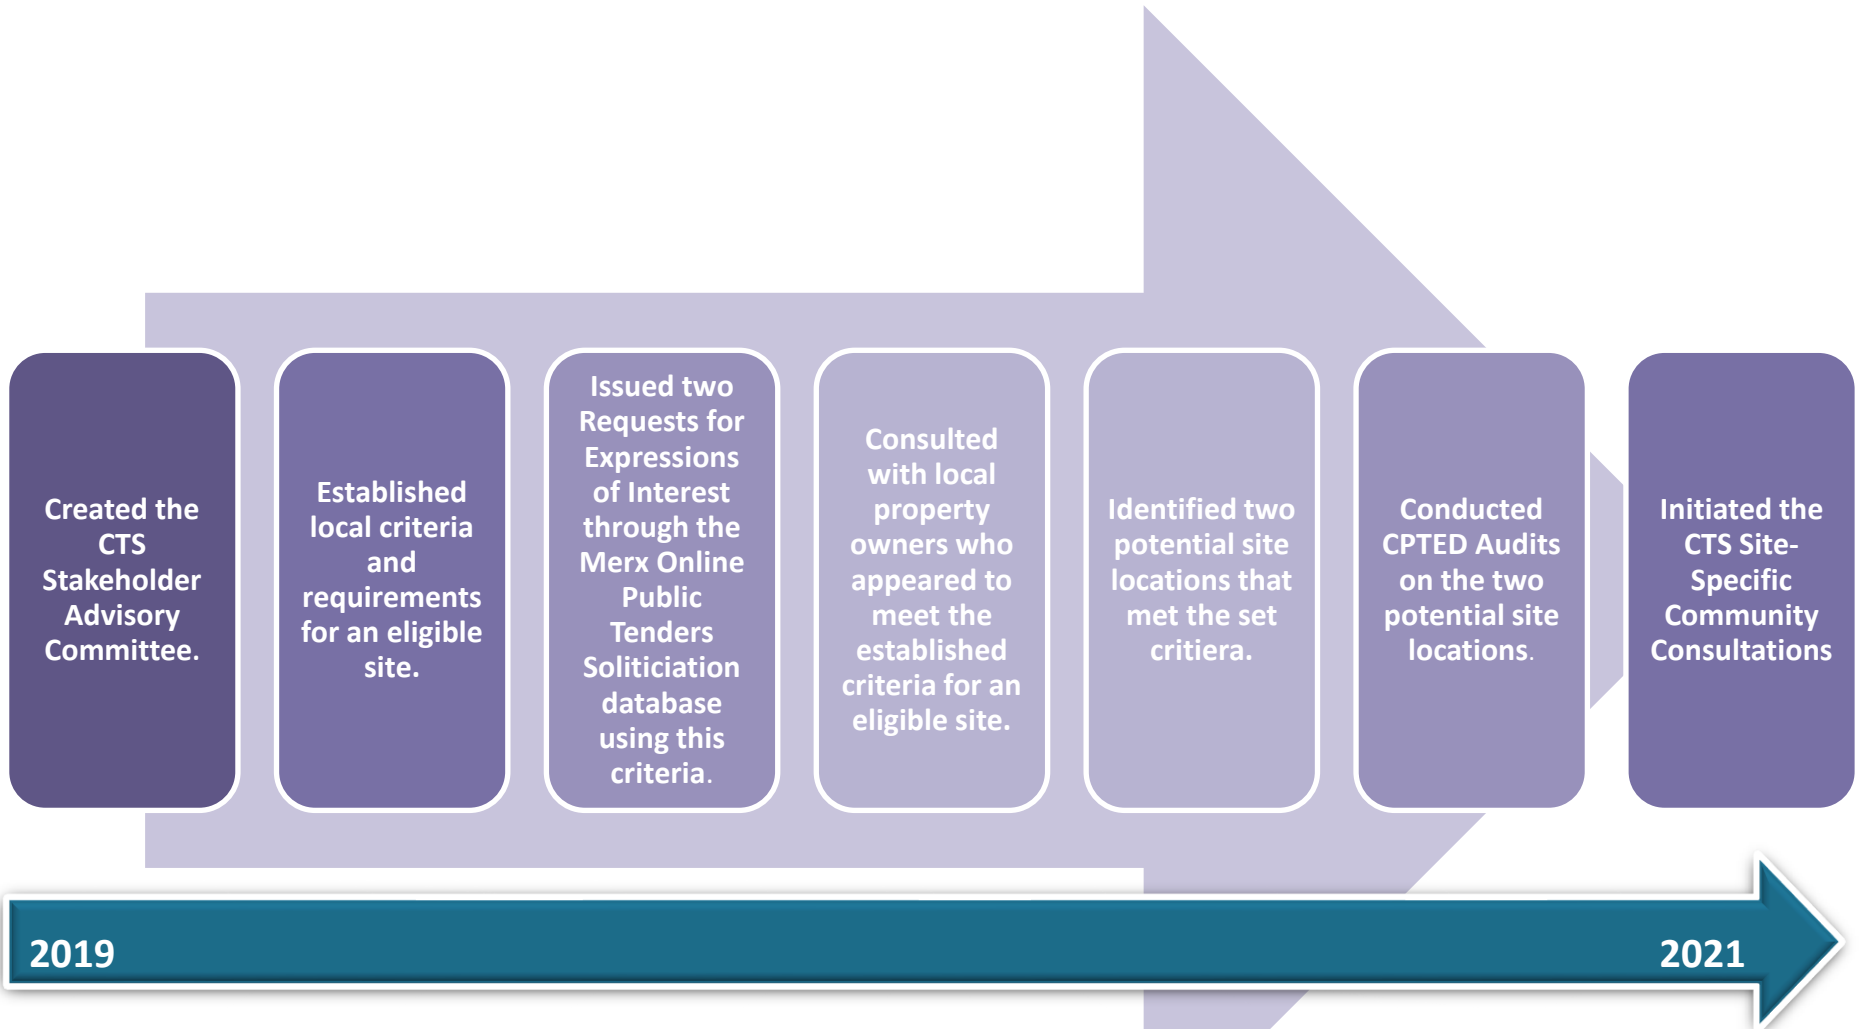 Created the
CTS
Stakeholder
Advisory
Committee.
Established
local criteria
and
requirements
for an eligible
site.
Issued two
Requests for
Expressions
of Interest
through the
Merx Online
Public
Tenders
Soliticiation
database
using this
criteria.
Consulted
with local
property
owners who
appeared to
meet the
established
criteria for an
eligible site.
Identified two
potential site
locations that
met the set
critiera.
Conducted
CPTED Audits
on the two
potential site
locations.
Initiated the
CTS Site-
Specific
Community
Consultations
2019
2021